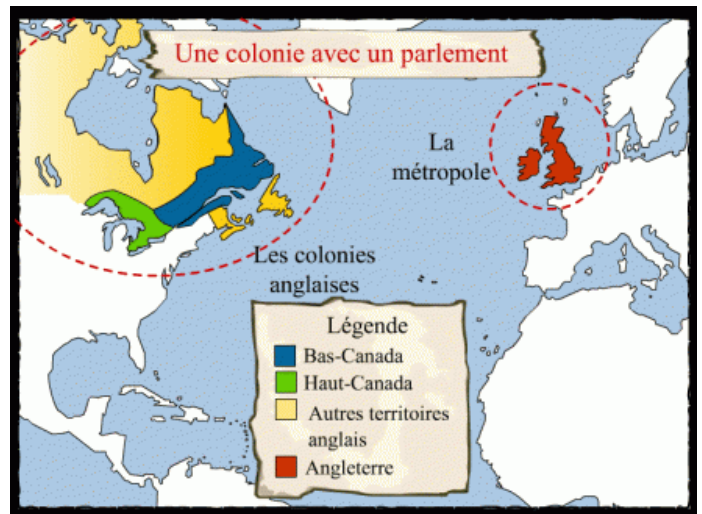 Une colonie avec un parlement
La
métropole
Les colonies
anglaises
Légende
Bas-Canada
Haut-Canada
Autres territoires
anglais
Angleterre